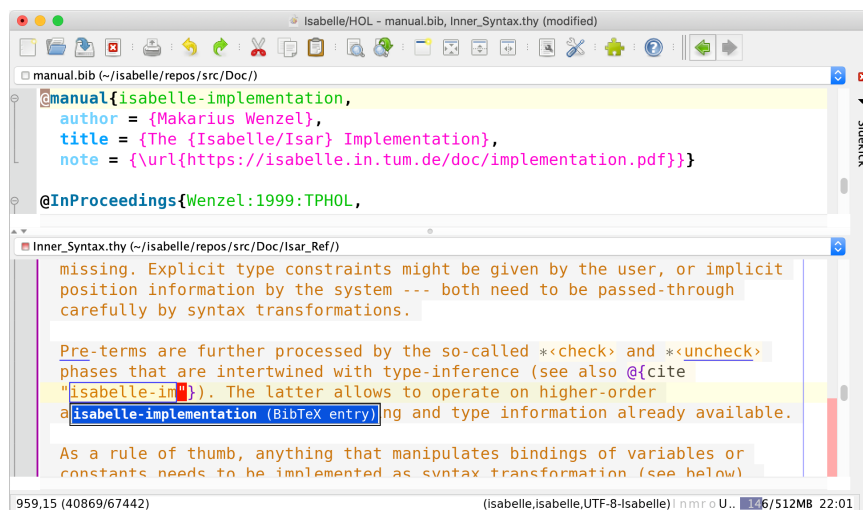 Isabelle/HOL - manual.bib, Inner_Syntax.thy (modified)
manual.bib (~/isabelle/repos/src/Doc/)
@manual{isabelle-implementation,
author = {Makarius Wenzel},
title = {The {Isabelle/Isar} Implementation},
note = {\url{https://isabelle.in.tum.de/doc/implementation.pdf}}}
@InProceedings{Wenzel:1999:TPHOL,
Inner_Syntax.thy (~/isabelle/repos/src/Doc/Isar_Ref/)
missing. Explicit type constraints might be given by the user, or implicit
position information by the system --- both need to be passed-through
carefully by syntax transformations.
Pre-terms are further processed by the so-called *‹check› and *‹uncheck›
phases that are intertwined with type-inference (see also @{cite
"isabelle-im"}). The latter allows to operate on higher-order
a
isabelle-implementation (BibTeX entry)
ng and type information already available.
As a rule of thumb, anything that manipulates bindings of variables or
constants needs to be implemented as syntax transformation (see below).
959,15 (40869/67442)
(isabelle,isabelle,UTF-8-Isabelle) l n m r o U.. 146/512MB 22:01